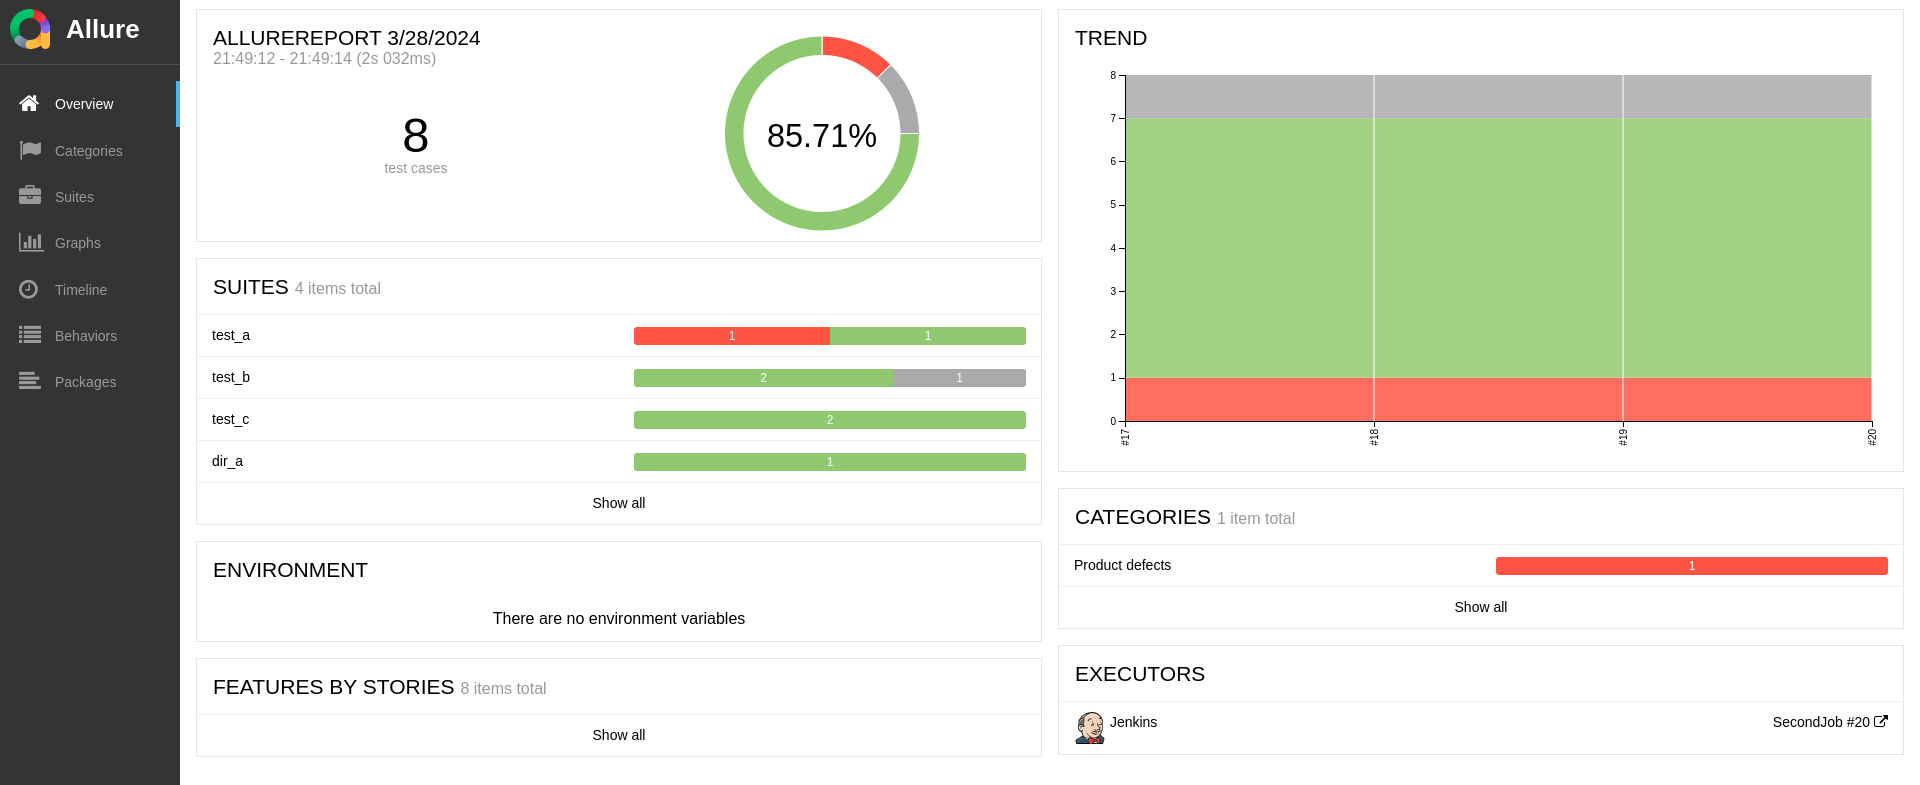 Allure
Overview
Categories
Suites
Graphs
Timeline
Behaviors
Packages
ALLUREREPORT 3/28/2024
21:49:12 - 21:49:14 (2s 032ms)
8
test cases
85.71%
SUITES 4 items total
test_a 1 1
test_b 2 1
test_c 2
dir_a 1
Show all
ENVIRONMENT
There are no environment variables
FEATURES BY STORIES 8 items total
Show all
TREND
8
7
6
5
4
3
2
1
0
#17 #18 #19 #20
CATEGORIES 1 item total
Product defects 1
Show all
EXECUTORS
Jenkins SecondJob #20